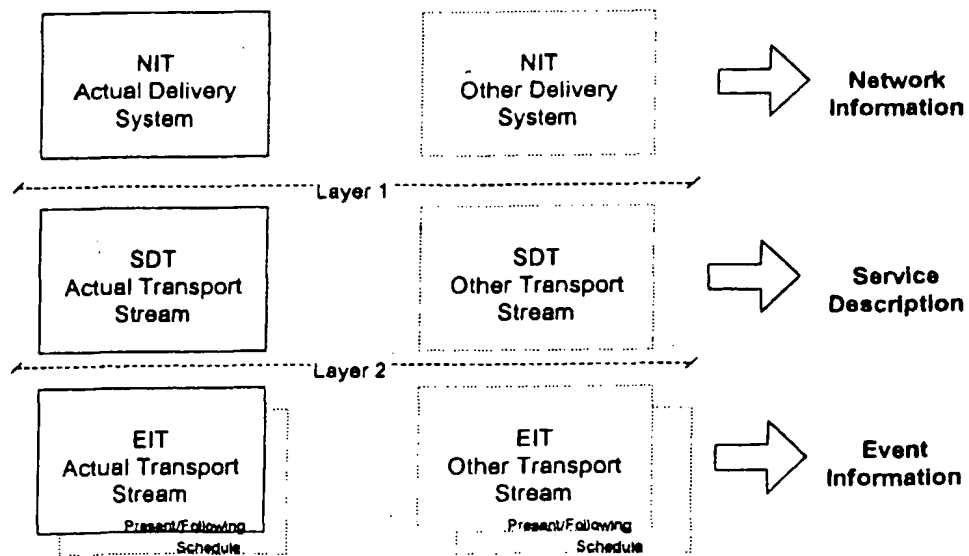 NIT
Actual Delivery
System
NIT
Other Delivery
System
Network
Information
Layer 1
SDT
Actual Transport
Stream
SDT
Other Transport
Stream
Service
Description
Layer 2
EIT
Actual Transport
Stream
Present/Following
Schedule
EIT
Other Transport
Stream
Present/Following
Schedule
Event
Information